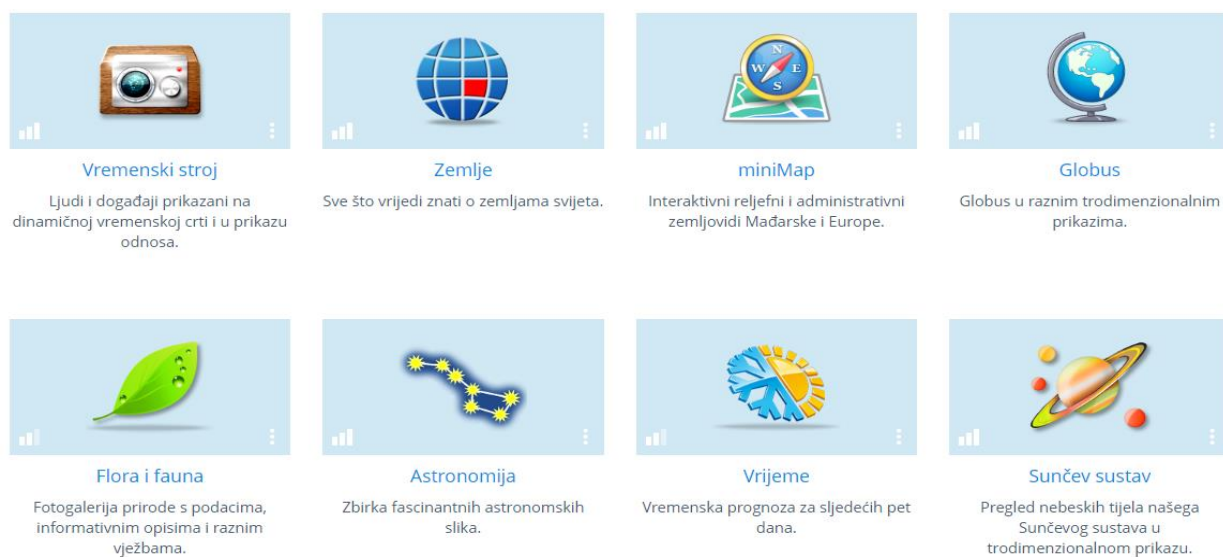 N
W E
S
Vremenski stroj
Ljudi i događaji prikazani na
dinamičnoj vremenskoj crti i u prikazu
odnosa.
Zemlje
Sve što vrijedi znati o zemljama svijeta.
miniMap
Interaktivni reljefni i administrativni
zemljovidi Mađarske i Europe.
Globus
Globus u raznim trodimenzionalnim
prikazima.
Flora i fauna
Fotogalerija prirode s podacima,
informativnim opisima i raznim
vježbama.
Astronomija
Zbirka fascinantnih astronomskih
slika.
Vrijeme
Vremenska prognoza za sljedećih pet
dana.
Sunčev sustav
Pregled nebeskih tijela našega
Sunčevog sustava u
trodimenzionalnom prikazu.